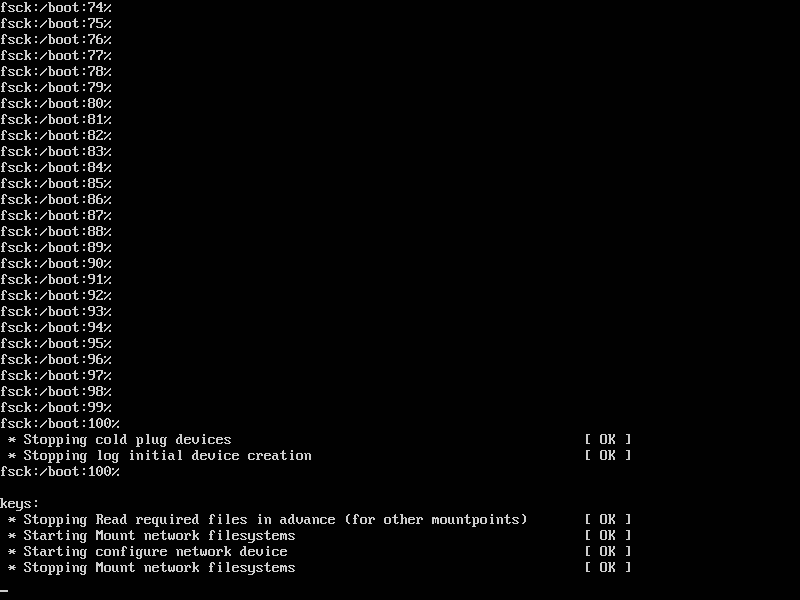 fsck:/boot:74%
fsck:/boot:75%
fsck:/boot:76%
fsck:/boot:77%
fsck:/boot:78%
fsck:/boot:79%
fsck:/boot:80%
fsck:/boot:81%
fsck:/boot:82%
fsck:/boot:83%
fsck:/boot:84%
fsck:/boot:85%
fsck:/boot:86%
fsck:/boot:87%
fsck:/boot:88%
fsck:/boot:89%
fsck:/boot:90%
fsck:/boot:91%
fsck:/boot:92%
fsck:/boot:93%
fsck:/boot:94%
fsck:/boot:95%
fsck:/boot:96%
fsck:/boot:97%
fsck:/boot:98%
fsck:/boot:99%
fsck:/boot:100%
 * Stopping cold plug devices [ OK ]
 * Stopping log initial device creation [ OK ]
fsck:/boot:100%
keys:
 * Stopping Read required files in advance (for other mountpoints) [ OK ]
 * Starting Mount network filesystems [ OK ]
 * Starting configure network device [ OK ]
 * Stopping Mount network filesystems [ OK ]
_